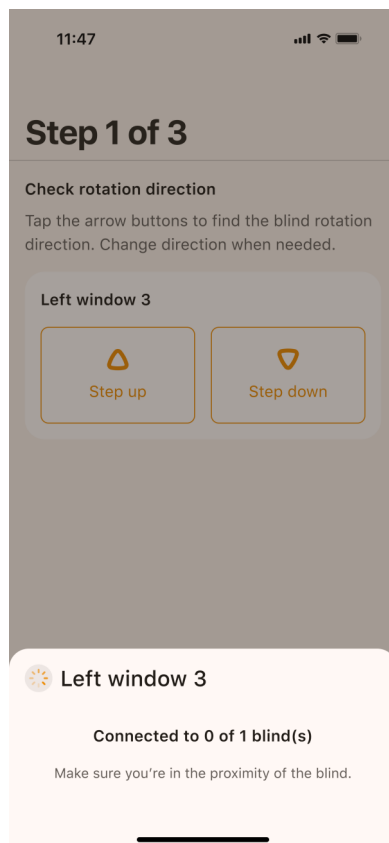 11:47
Step 1 of 3
Check rotation direction
Tap the arrow buttons to find the blind rotation
direction. Change direction when needed.
Left window 3
Step up
Step down
Left window 3
Connected to 0 of 1 blind(s)
Make sure you’re in the proximity of the blind.